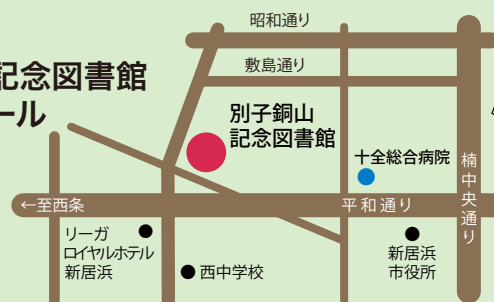 昭和通り
敷島通り
記念図書館
ール
別子銅山
記念図書館
十全総合病院
←至西条
平和通り
楠中央通り
リーガ
ロイヤルホテル
新居浜
西中学校
新居浜
市役所